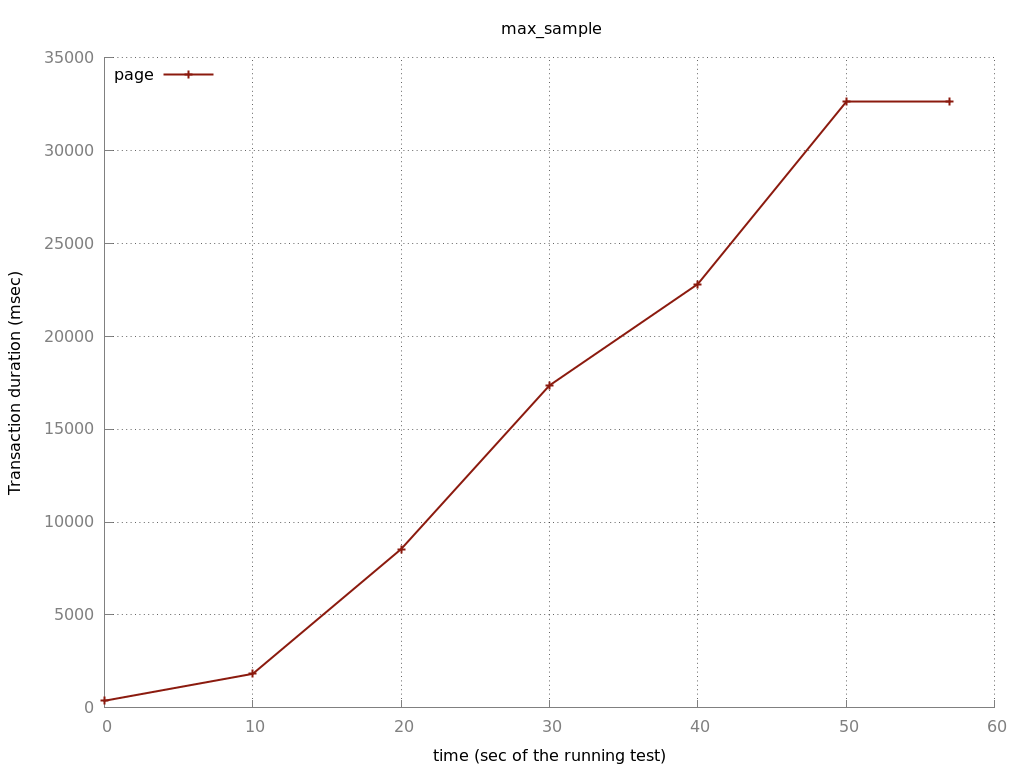 max_sample
page
35000
30000
25000
20000
15000
10000
5000
0
Transaction duration (msec)
0 10 20 30 40 50 60
time (sec of the running test)